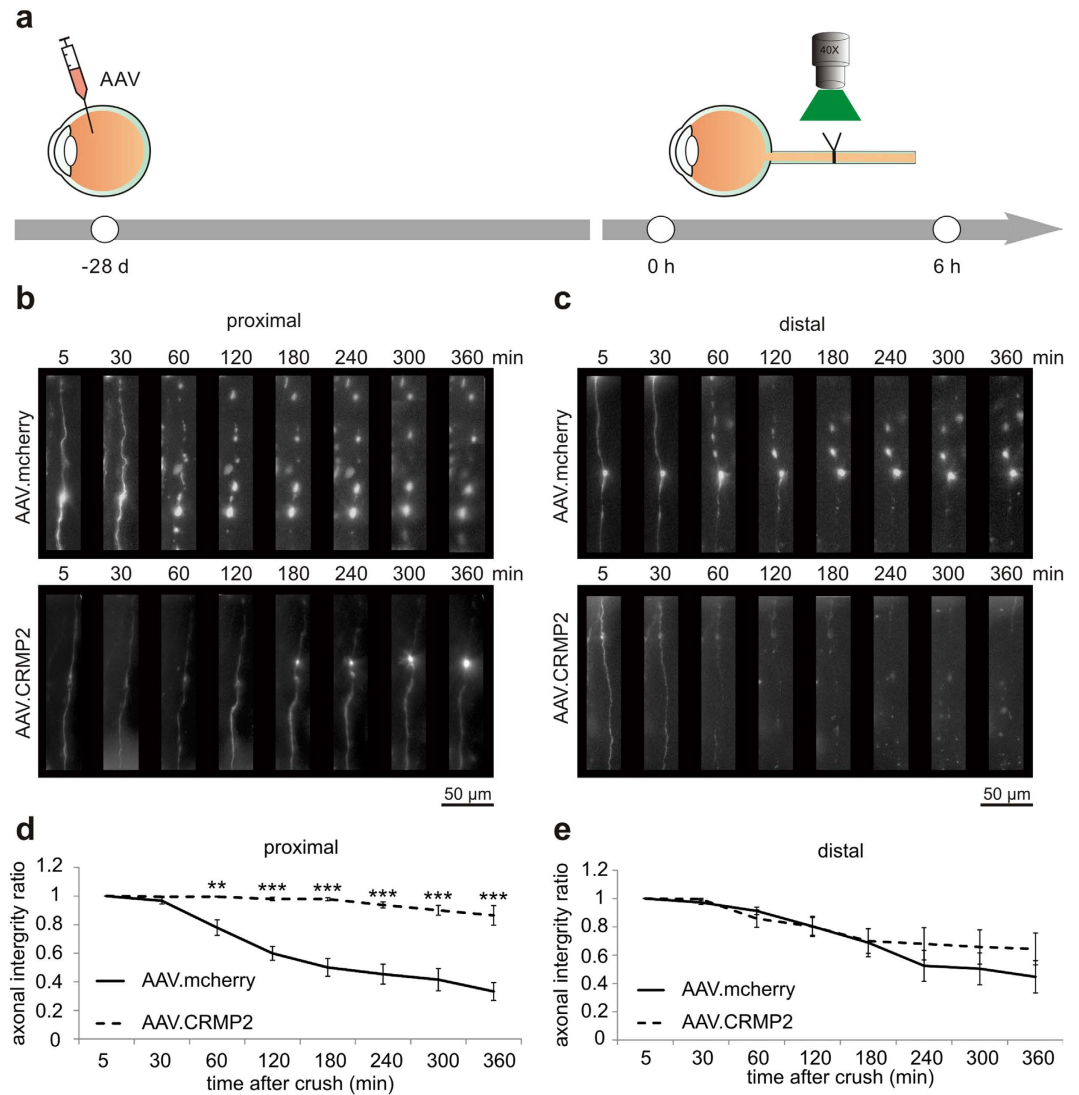 a
AAV
40X
-28 d
0 h
6 h
b
proximal
5 30 60 120 180 240 300 360 min
AAV.mcherry
5 30 60 120 180 240 300 360 min
AAV.CRMP2
50 µm
c
distal
5 30 60 120 180 240 300 360 min
AAV.mcherry
5 30 60 120 180 240 300 360 min
AAV.CRMP2
50 µm
d
proximal
axonal intergrity ratio
1.2
1
0.8
0.6
0.4
0.2
0
** *** *** *** *** ***
AAV.mcherry
AAV.CRMP2
5 30 60 120 180 240 300 360
time after crush (min)
e
distal
axonal intergrity ratio
1.2
1
0.8
0.6
0.4
0.2
0
AAV.mcherry
AAV.CRMP2
5 30 60 120 180 240 300 360
time after crush (min)